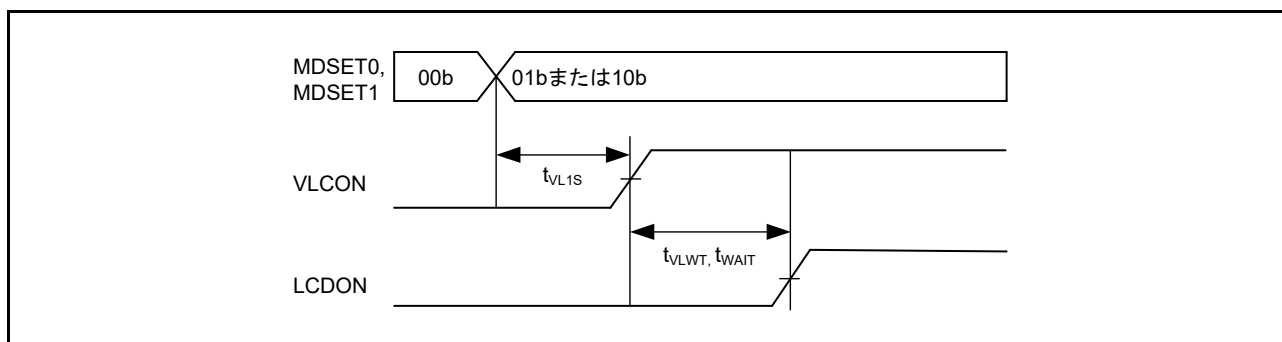 MDSET0,
MDSET1
00b
01bまたは10b
tVL1S
VLCON
tVLWT, tWAIT
LCDON